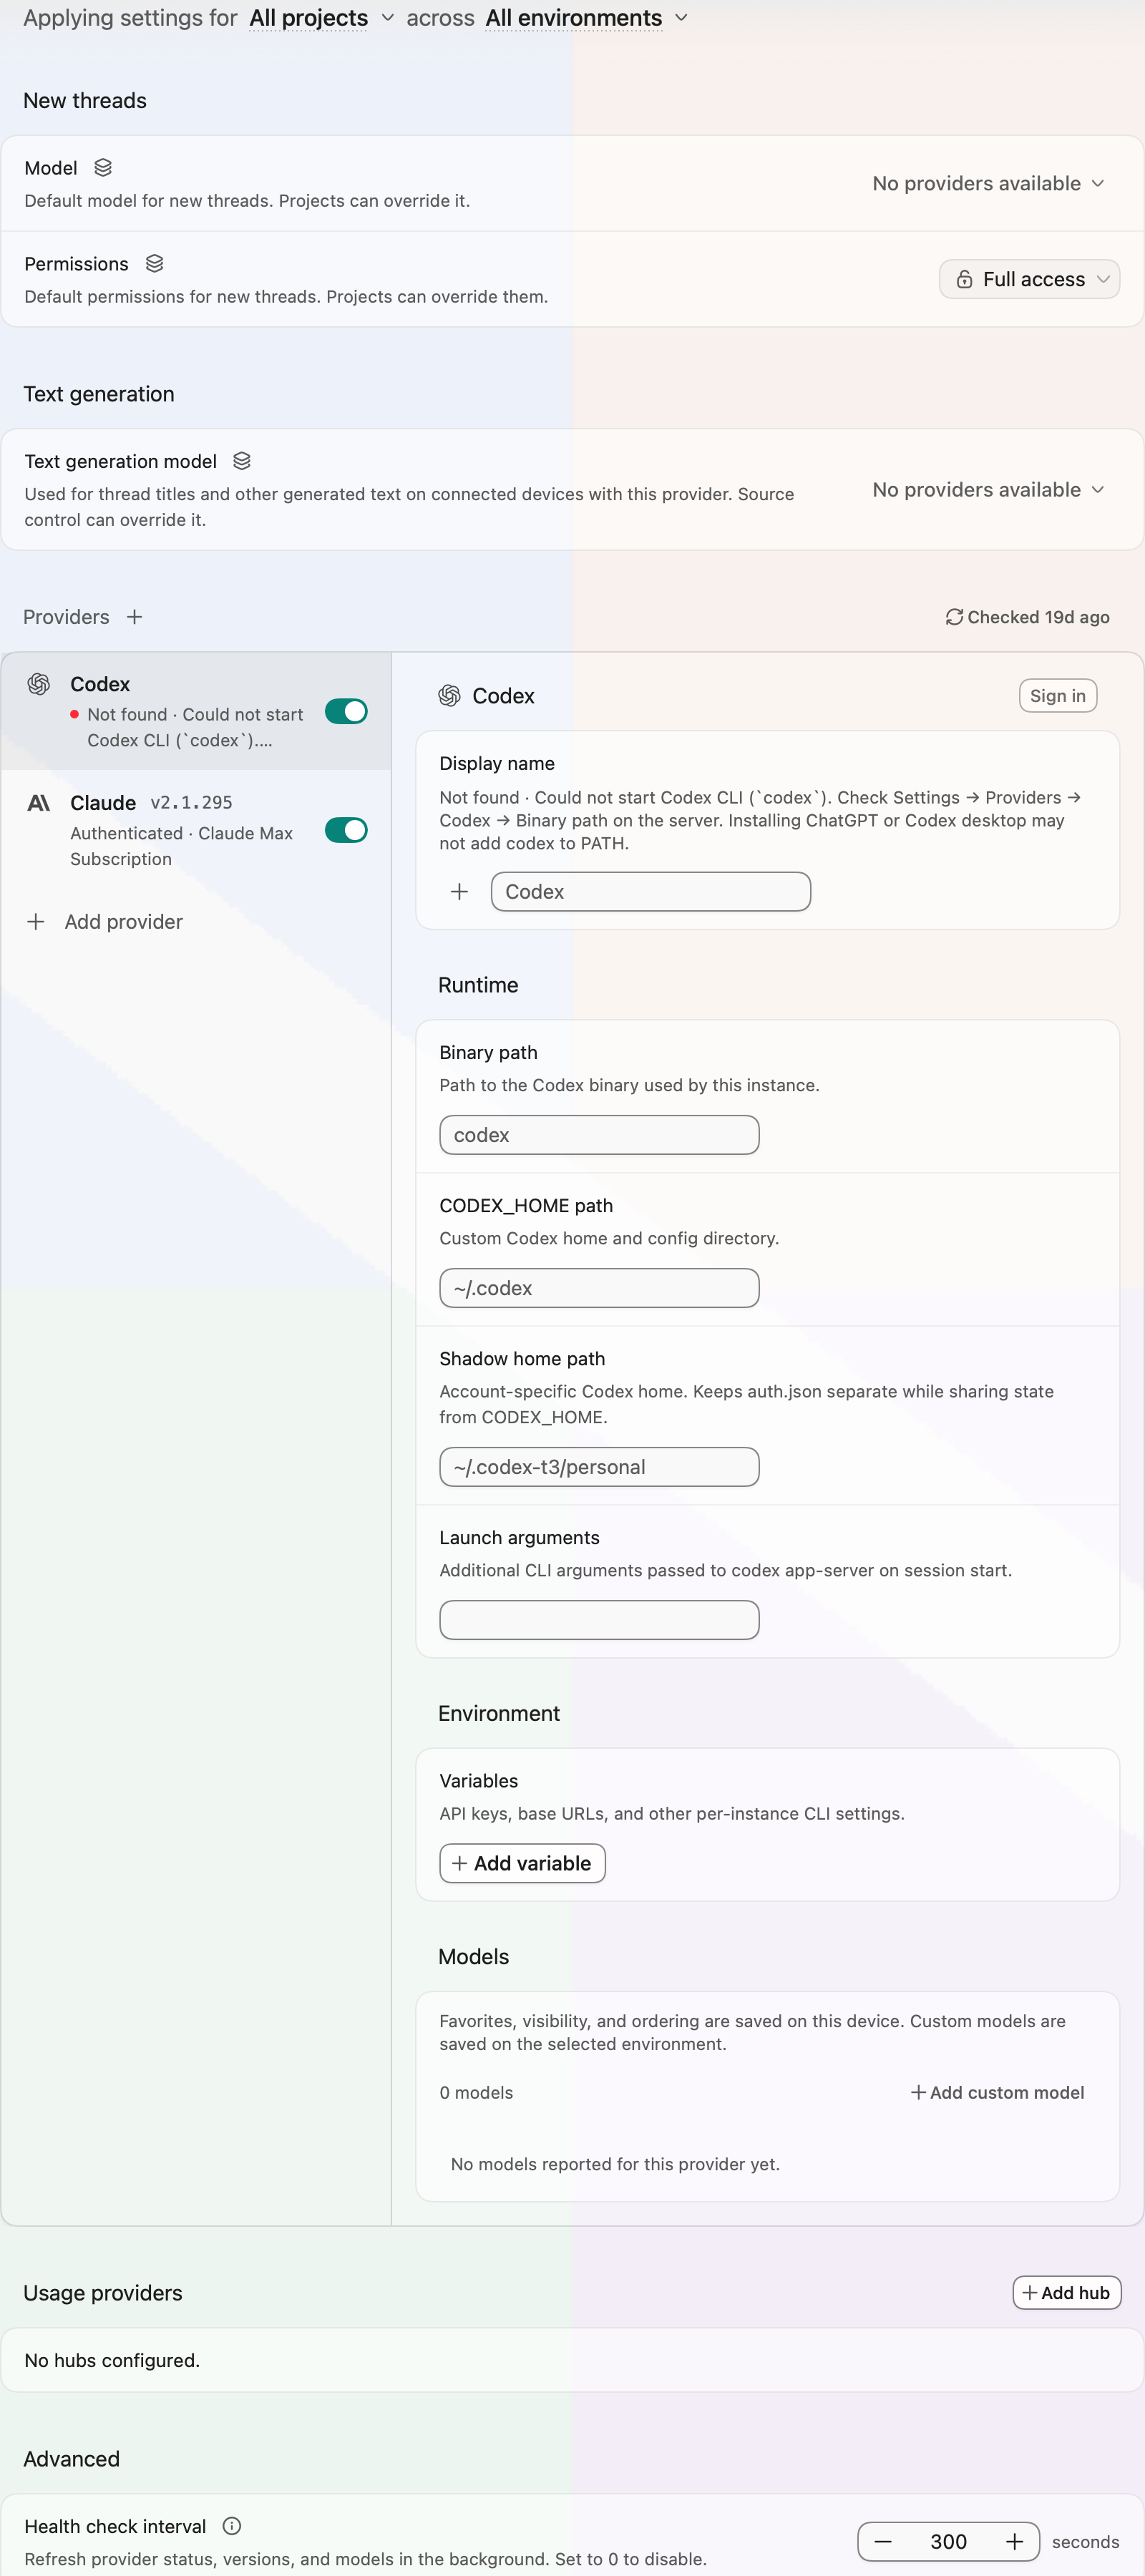 Applying settings for All projects across All environments
New threads
Model
Default model for new threads. Projects can override it.
No providers available
Permissions
Default permissions for new threads. Projects can override them.
Full access
Text generation
Text generation model
Used for thread titles and other generated text on connected devices with this provider. Source
control can override it.
No providers available
Providers
Checked 19d ago
Codex
Not found · Could not start
Codex CLI (`codex`)....
Claude v2.1.295
Authenticated · Claude Max
Subscription
Add provider
Codex
Sign in
Display name
Not found · Could not start Codex CLI (`codex`). Check Settings → Providers →
Codex → Binary path on the server. Installing ChatGPT or Codex desktop may
not add codex to PATH.
Codex
Runtime
Binary path
Path to the Codex binary used by this instance.
codex
CODEX_HOME path
Custom Codex home and config directory.
~/.codex
Shadow home path
Account-specific Codex home. Keeps auth.json separate while sharing state
from CODEX_HOME.
~/.codex-t3/personal
Launch arguments
Additional CLI arguments passed to codex app-server on session start.
Environment
Variables
API keys, base URLs, and other per-instance CLI settings.
Add variable
Models
Favorites, visibility, and ordering are saved on this device. Custom models are
saved on the selected environment.
0 models
Add custom model
No models reported for this provider yet.
Usage providers
Add hub
No hubs configured.
Advanced
Health check interval
Refresh provider status, versions, and models in the background. Set to 0 to disable.
300
seconds